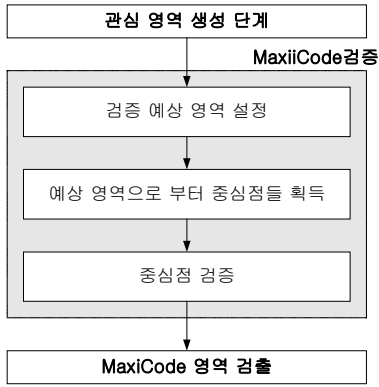 관심 영역 생성 단계
MaxiiCode검증
검증 예상 영역 설정
예상 영역으로 부터 중심점들 획득
중심점 검증
MaxiCode 영역 검출